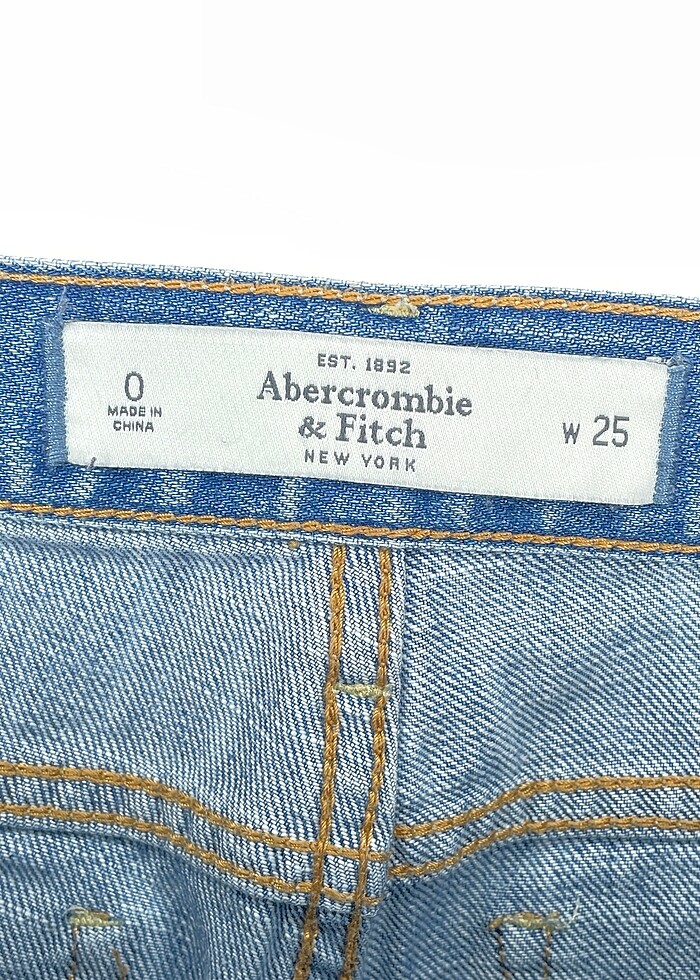 0
MADE IN
CHINA
EST. 1892
Abercrombie
& Fitch
NEW YORK
W 25